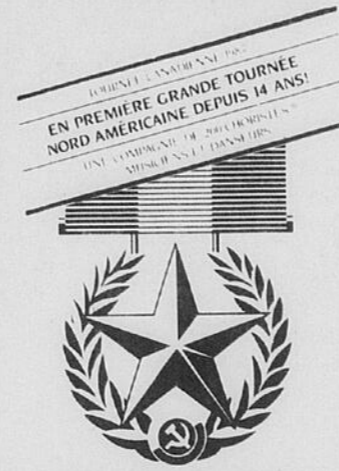 TOURNÉE CANADIENNE
EN PREMIÈRE GRANDE TOURNÉE
NORD AMÉRICAINE DEPUIS 14 ANS!
UNE COMPAGNIE DE 200 CHORISTES
MUSICIENS ET DANSEURS